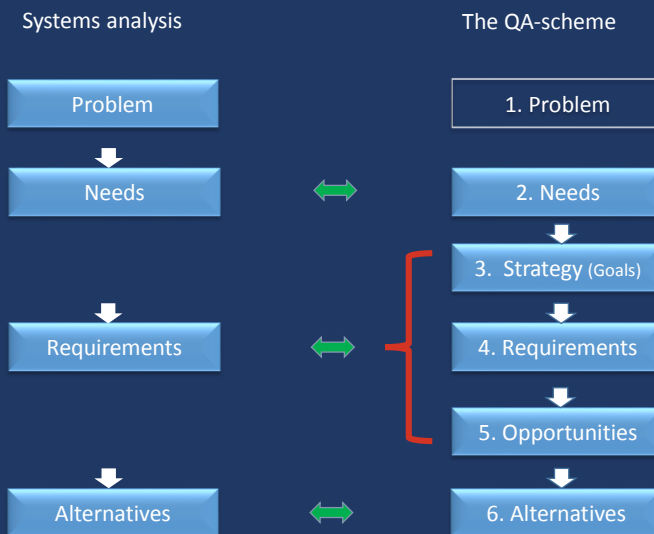 Systems analysis
The QA-scheme
Problem
1. Problem
Needs
2. Needs
3. Strategy (Goals)
Requirements
4. Requirements
5. Opportunities
Alternatives
6. Alternatives